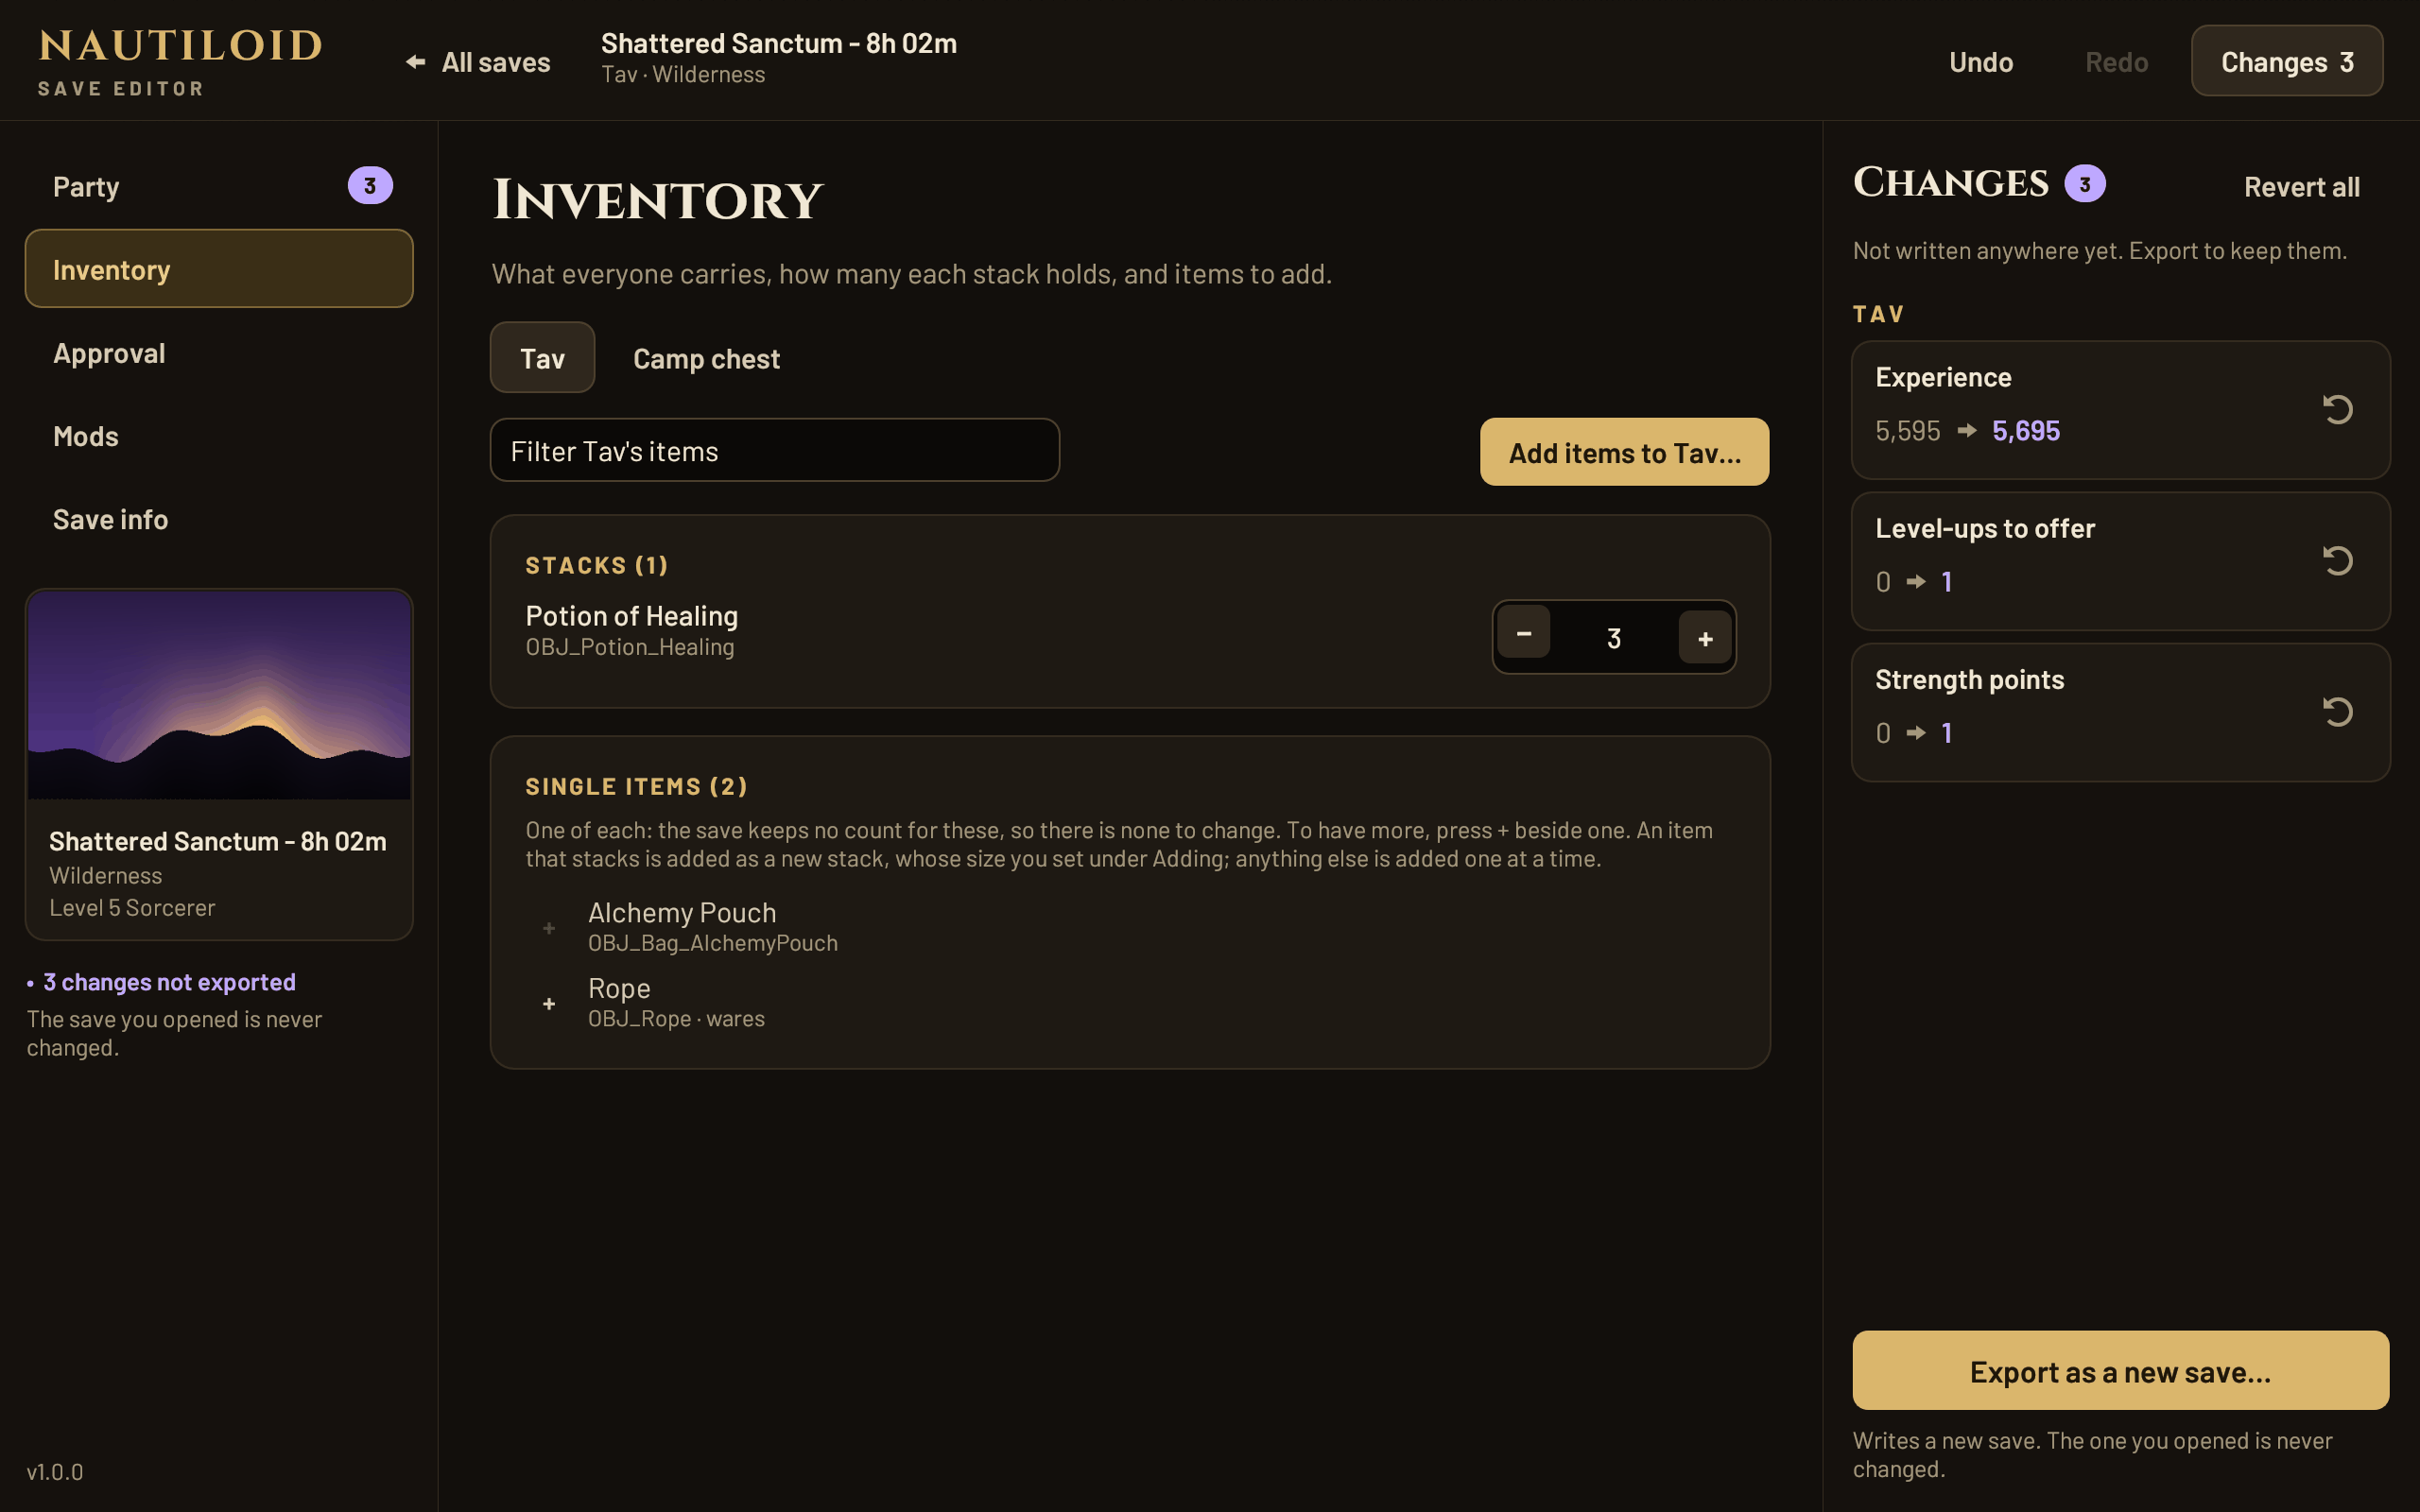 NAUTILOID
SAVE EDITOR
All saves
Shattered Sanctum - 8h 02m
Tav · Wilderness
Undo
Redo
Changes 3
Party
3
Inventory
Approval
Mods
Save info
Shattered Sanctum - 8h 02m
Wilderness
Level 5 Sorcerer
• 3 changes not exported
The save you opened is never
changed.
v1.0.0
INVENTORY
What everyone carries, how many each stack holds, and items to add.
Tav
Camp chest
Filter Tav's items
Add items to Tav...
STACKS (1)
Potion of Healing
OBJ_Potion_Healing
− 3 +
SINGLE ITEMS (2)
One of each: the save keeps no count for these, so there is none to change. To have more, press + beside one. An item
that stacks is added as a new stack, whose size you set under Adding; anything else is added one at a time.
+ Alchemy Pouch
OBJ_Bag_AlchemyPouch
+ Rope
OBJ_Rope · wares
CHANGES 3
Revert all
Not written anywhere yet. Export to keep them.
TAV
Experience
5,595 → 5,695
Level-ups to offer
0 → 1
Strength points
0 → 1
Export as a new save...
Writes a new save. The one you opened is never
changed.